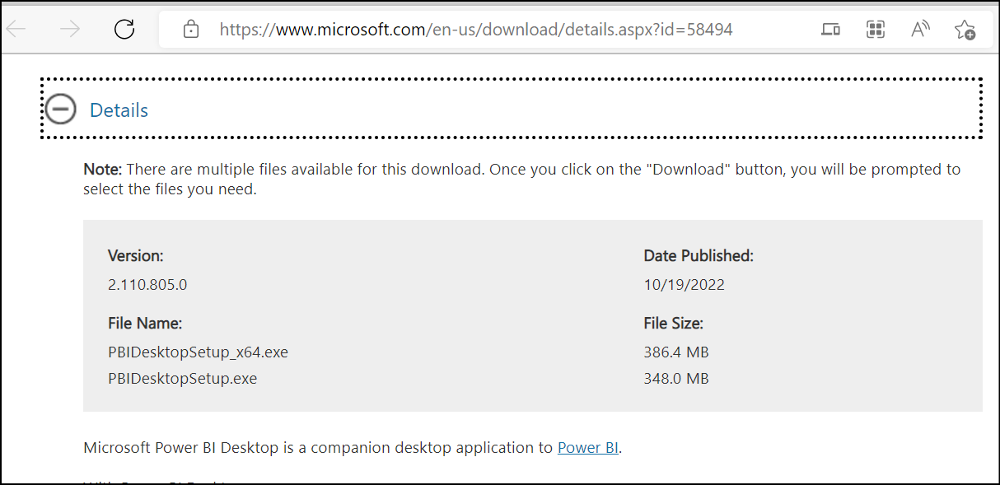 https://www.microsoft.com/en-us/download/details.aspx?id=58494
Details
Note: There are multiple files available for this download. Once you click on the "Download" button, you will be prompted to
select the files you need.
Version:
2.110.805.0
Date Published:
10/19/2022
File Name:
PBIDesktopSetup_x64.exe
PBIDesktopSetup.exe
File Size:
386.4 MB
348.0 MB
Microsoft Power BI Desktop is a companion desktop application to Power BI.